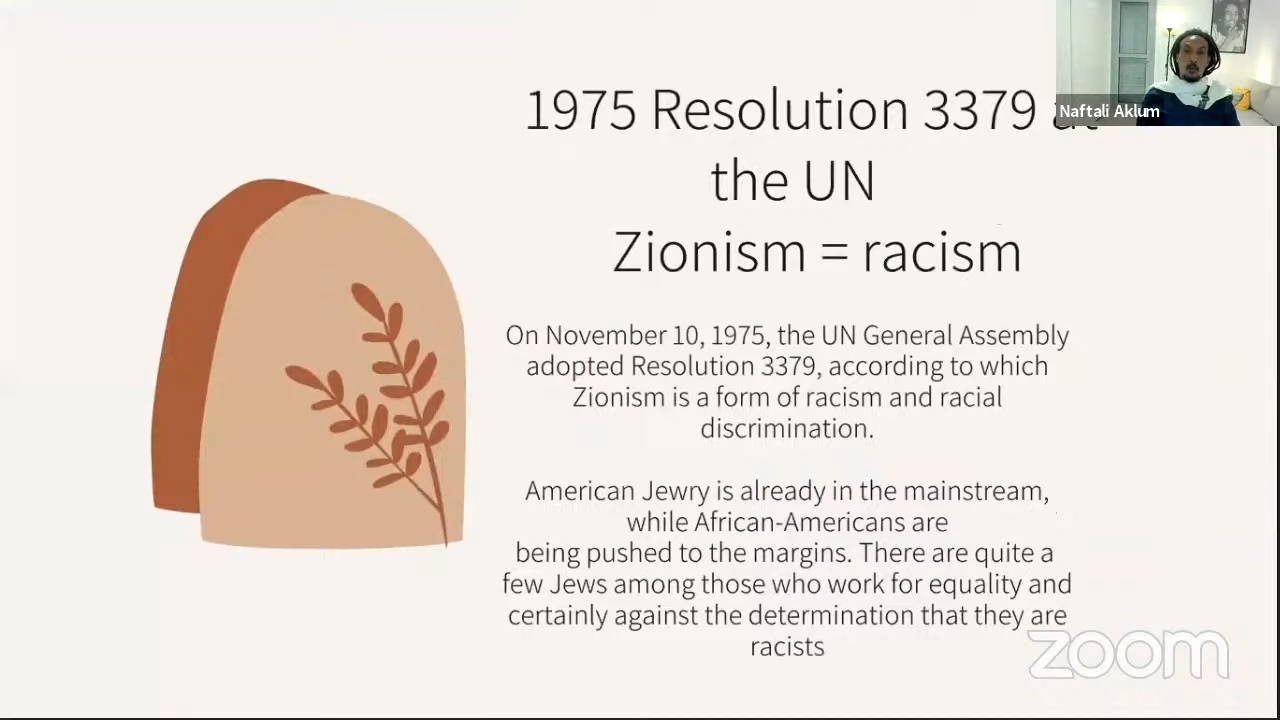 1975 Resolution 3379 at
the UN
Zionism = racism
On November 10, 1975, the UN General Assembly
adopted Resolution 3379, according to which
Zionism is a form of racism and racial
discrimination.
American Jewry is already in the mainstream,
while African-Americans are
being pushed to the margins. There are quite a
few Jews among those who work for equality and
certainly against the determination that they are
racists
Naftali Aklum
zoom